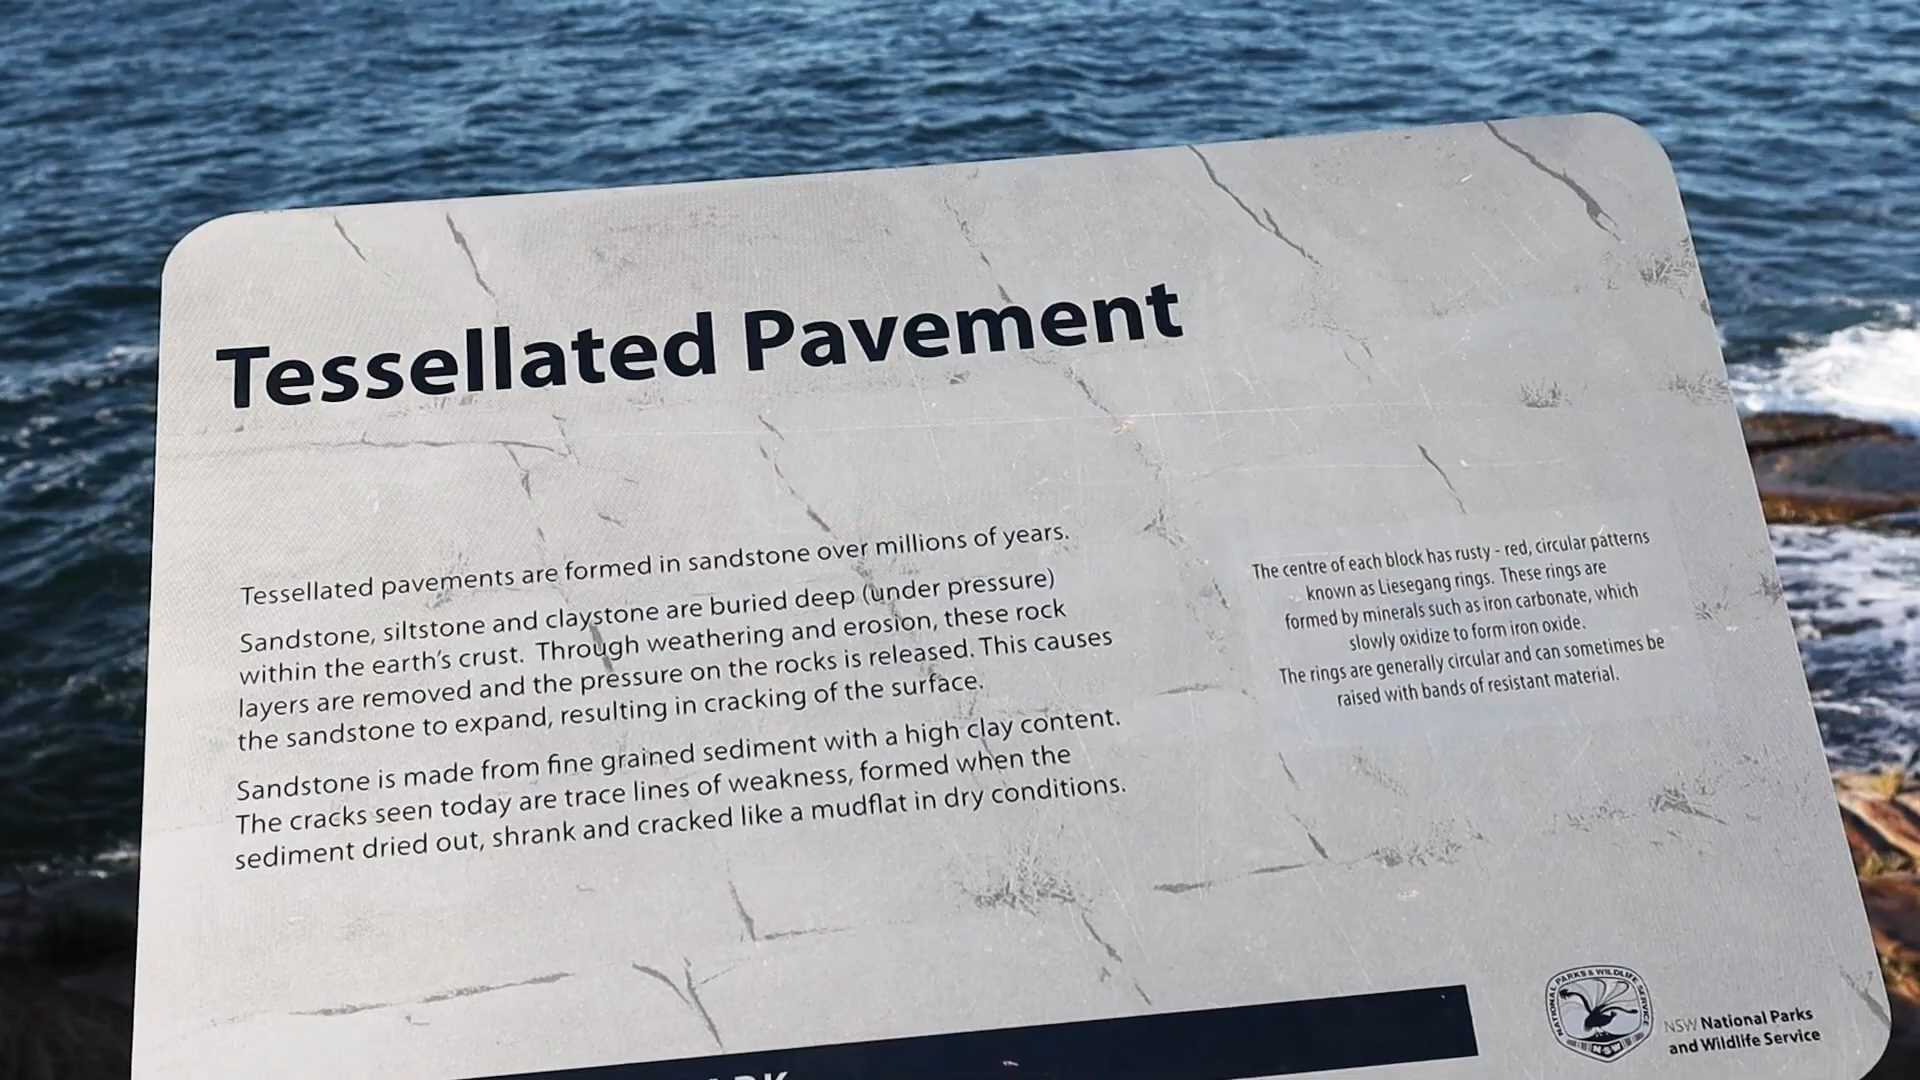 Tessellated Pavement
Tessellated pavements are formed in sandstone over millions of years.
Sandstone, siltstone and claystone are buried deep (under pressure)
within the earth's crust. Through weathering and erosion, these rock
layers are removed and the pressure on the rocks is released. This causes
the sandstone to expand, resulting in cracking of the surface.
Sandstone is made from fine grained sediment with a high clay content.
The cracks seen today are trace lines of weakness, formed when the
sediment dried out, shrank and cracked like a mudflat in dry conditions.
The centre of each block has rusty - red, circular patterns
known as Liesegang rings. These rings are
formed by minerals such as iron carbonate, which
slowly oxidize to form iron oxide.
The rings are generally circular and can sometimes be
raised with bands of resistant material.
NATIONAL PARKS & WILDLIFE SERVICE
NSW
NSW National Parks
and Wildlife Service